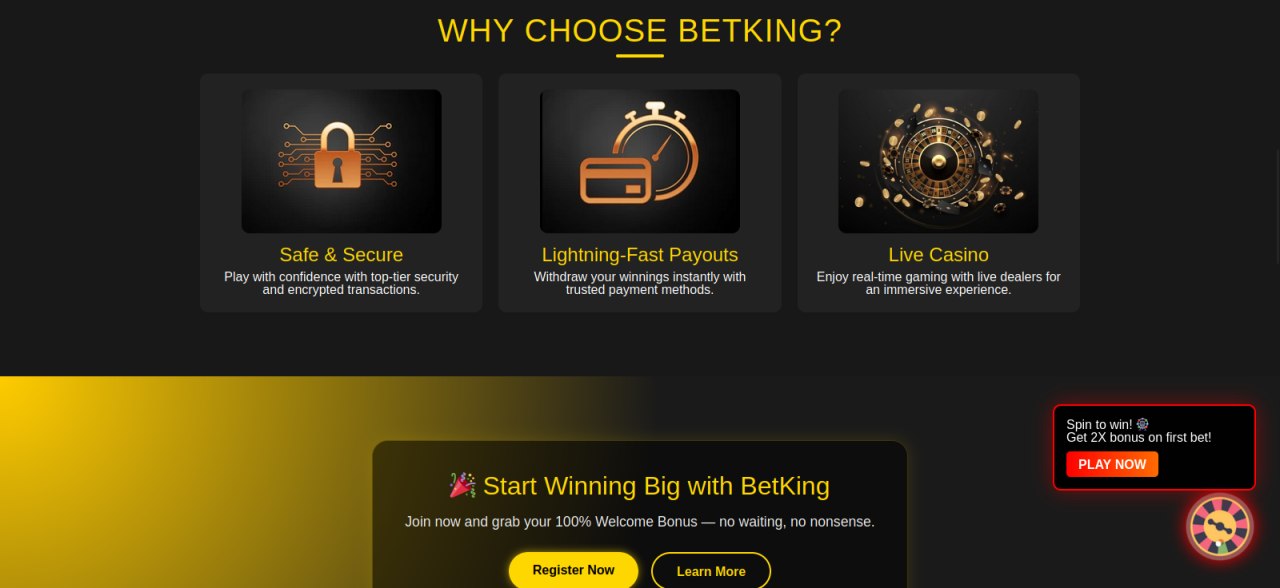 WHY CHOOSE BETKING?
Safe & Secure
Play with confidence with top-tier security
and encrypted transactions.
Lightning-Fast Payouts
Withdraw your winnings instantly with
trusted payment methods.
Live Casino
Enjoy real-time gaming with live dealers for
an immersive experience.
Spin to win! 🎡
Get 2X bonus on first bet!
PLAY NOW
🎉 Start Winning Big with BetKing
Join now and grab your 100% Welcome Bonus — no waiting, no nonsense.
Register Now
Learn More